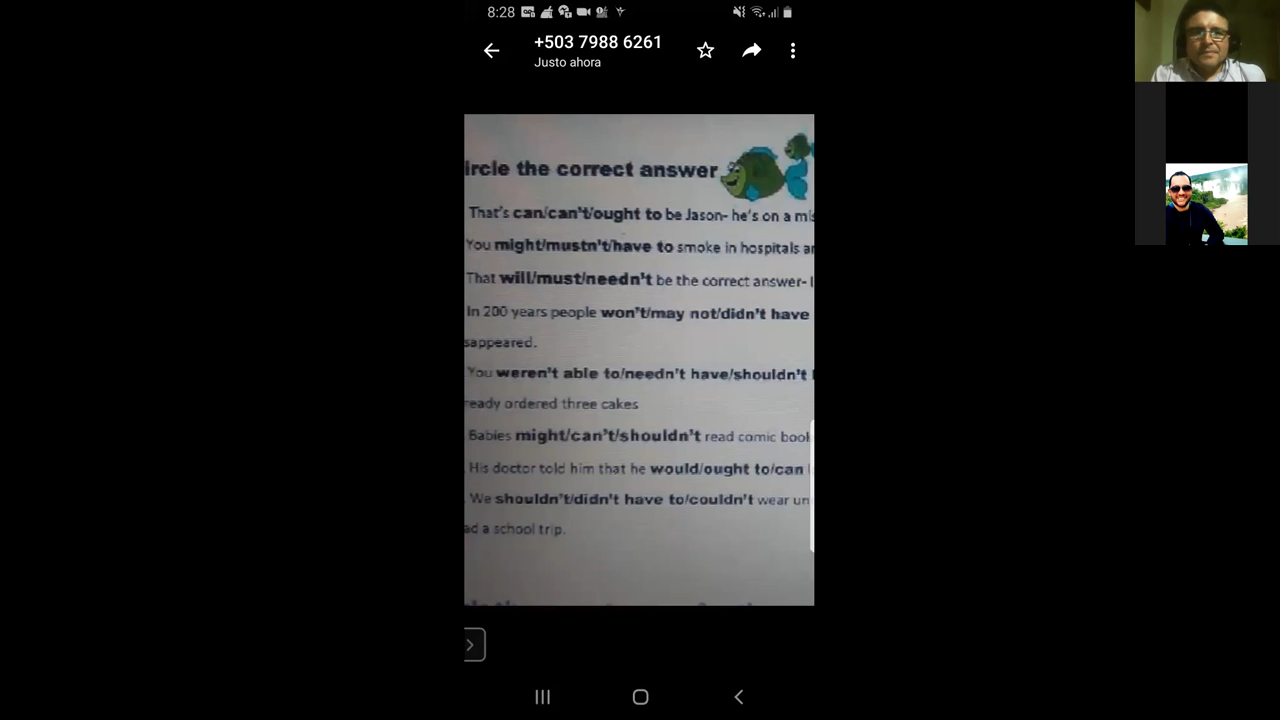 8:28
+503 7988 6261
Justo ahora
ircle the correct answer
That's can/can't/ought to be Jason- he's on a mis
You might/mustn't/have to smoke in hospitals ar
That will/must/needn't be the correct answer- I
In 200 years people won't/may not/didn't have
sappeared.
You weren't able to/needn't have/shouldn't
ready ordered three cakes
Babies might/can't/shouldn't read comic book
His doctor told him that he would/ought to/can
We shouldn't/didn't have to/couldn't wear un
ad a school trip.